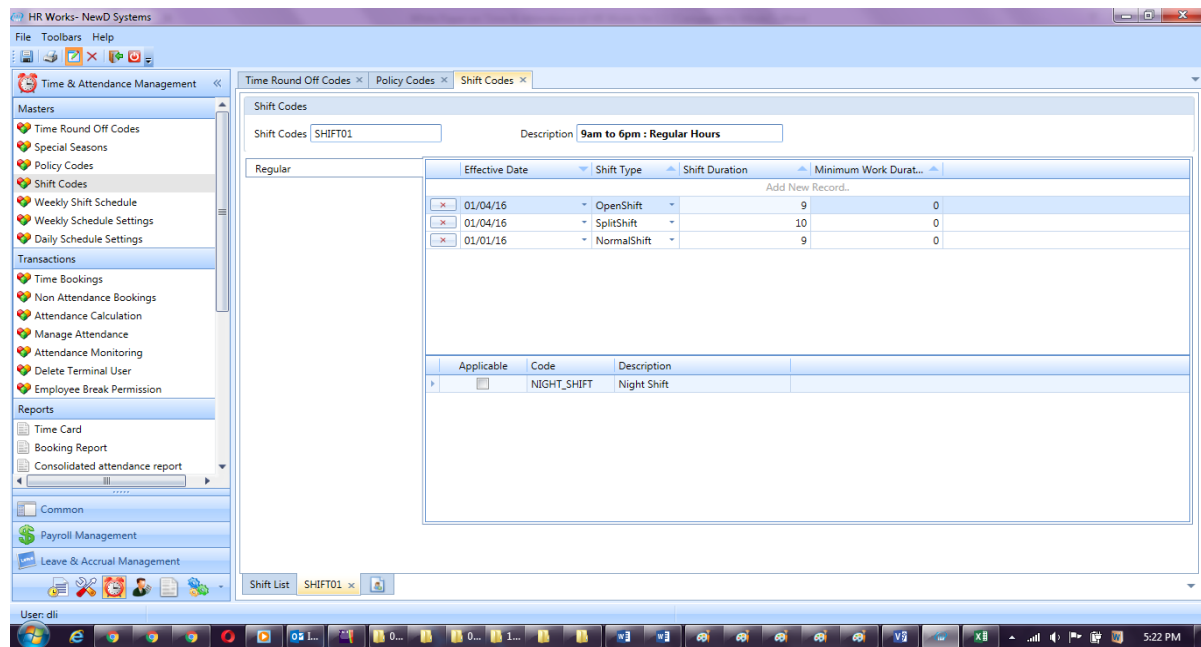 HR Works- NewD Systems
File Toolbars Help
Time & Attendance Management «
Time Round Off Codes × Policy Codes × Shift Codes ×
Masters
Time Round Off Codes
Special Seasons
Policy Codes
Shift Codes
Weekly Shift Schedule
Weekly Schedule Settings
Daily Schedule Settings
Transactions
Time Bookings
Non Attendance Bookings
Attendance Calculation
Manage Attendance
Attendance Monitoring
Delete Terminal User
Employee Break Permission
Reports
Time Card
Booking Report
Consolidated attendance report
Common
Payroll Management
Leave & Accrual Management
Shift Codes
Shift Codes SHIFT01 Description 9am to 6pm : Regular Hours
Regular
Effective Date Shift Type Shift Duration Minimum Work Durat...
Add New Record..
01/04/16 OpenShift 9 0
01/04/16 SplitShift 10 0
01/01/16 NormalShift 9 0
Applicable Code Description
NIGHT_SHIFT Night Shift
Shift List SHIFT01 ×
User: dli
I... 0... 0... 1... 5:22 PM